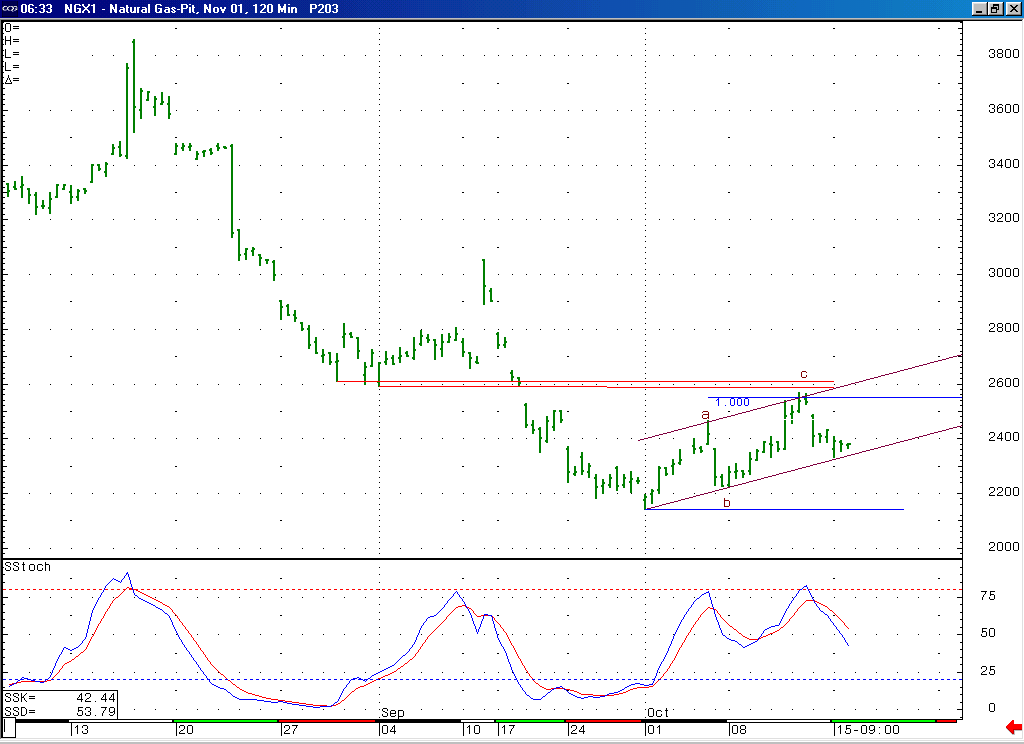 06:33 NGX1 - Natural Gas-Pit, Nov 01, 120 Min P203
O=
H=
L=
L=
Δ=
3800
3600
3400
3200
3000
2800
2600
2400
2200
2000
c
1.000
a
b
SStoch
75
50
25
0
SSK= 42.44
SSD= 53.79
Sep Oct
13 20 27 04 10 17 24 01 08 15-09:00